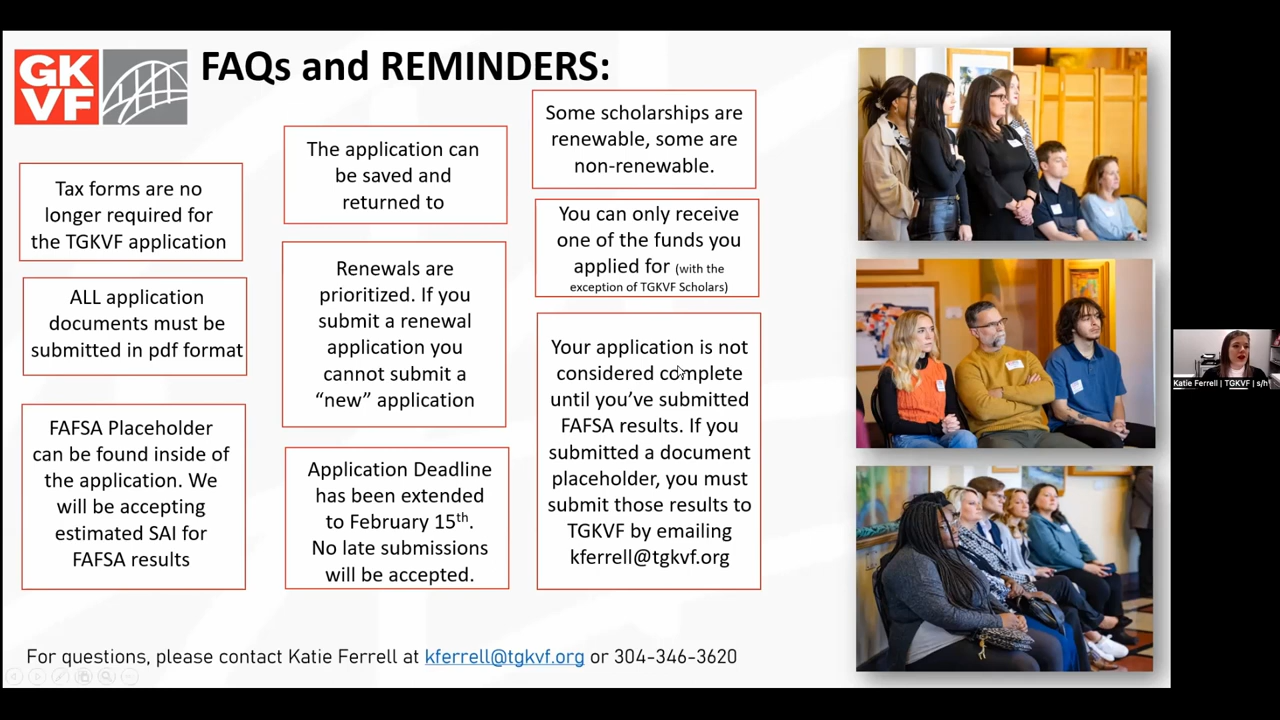 GK
VF
FAQs and REMINDERS:
Tax forms are no
longer required for
the TGKVF application
ALL application
documents must be
submitted in pdf format
FAFSA Placeholder
can be found inside of
the application. We
will be accepting
estimated SAI for
FAFSA results
The application can
be saved and
returned to
Renewals are
prioritized. If you
submit a renewal
application you
cannot submit a
“new” application
Application Deadline
has been extended
to February 15th.
No late submissions
will be accepted.
Some scholarships are
renewable, some are
non-renewable.
You can only receive
one of the funds you
applied for (with the
exception of TGKVF Scholars)
Your application is not
considered complete
until you’ve submitted
FAFSA results. If you
submitted a document
placeholder, you must
submit those results to
TGKVF by emailing
kferrell@tgkvf.org
For questions, please contact Katie Ferrell at kferrell@tgkvf.org or 304-346-3620
Katie Ferrell | TGKVF | s/h